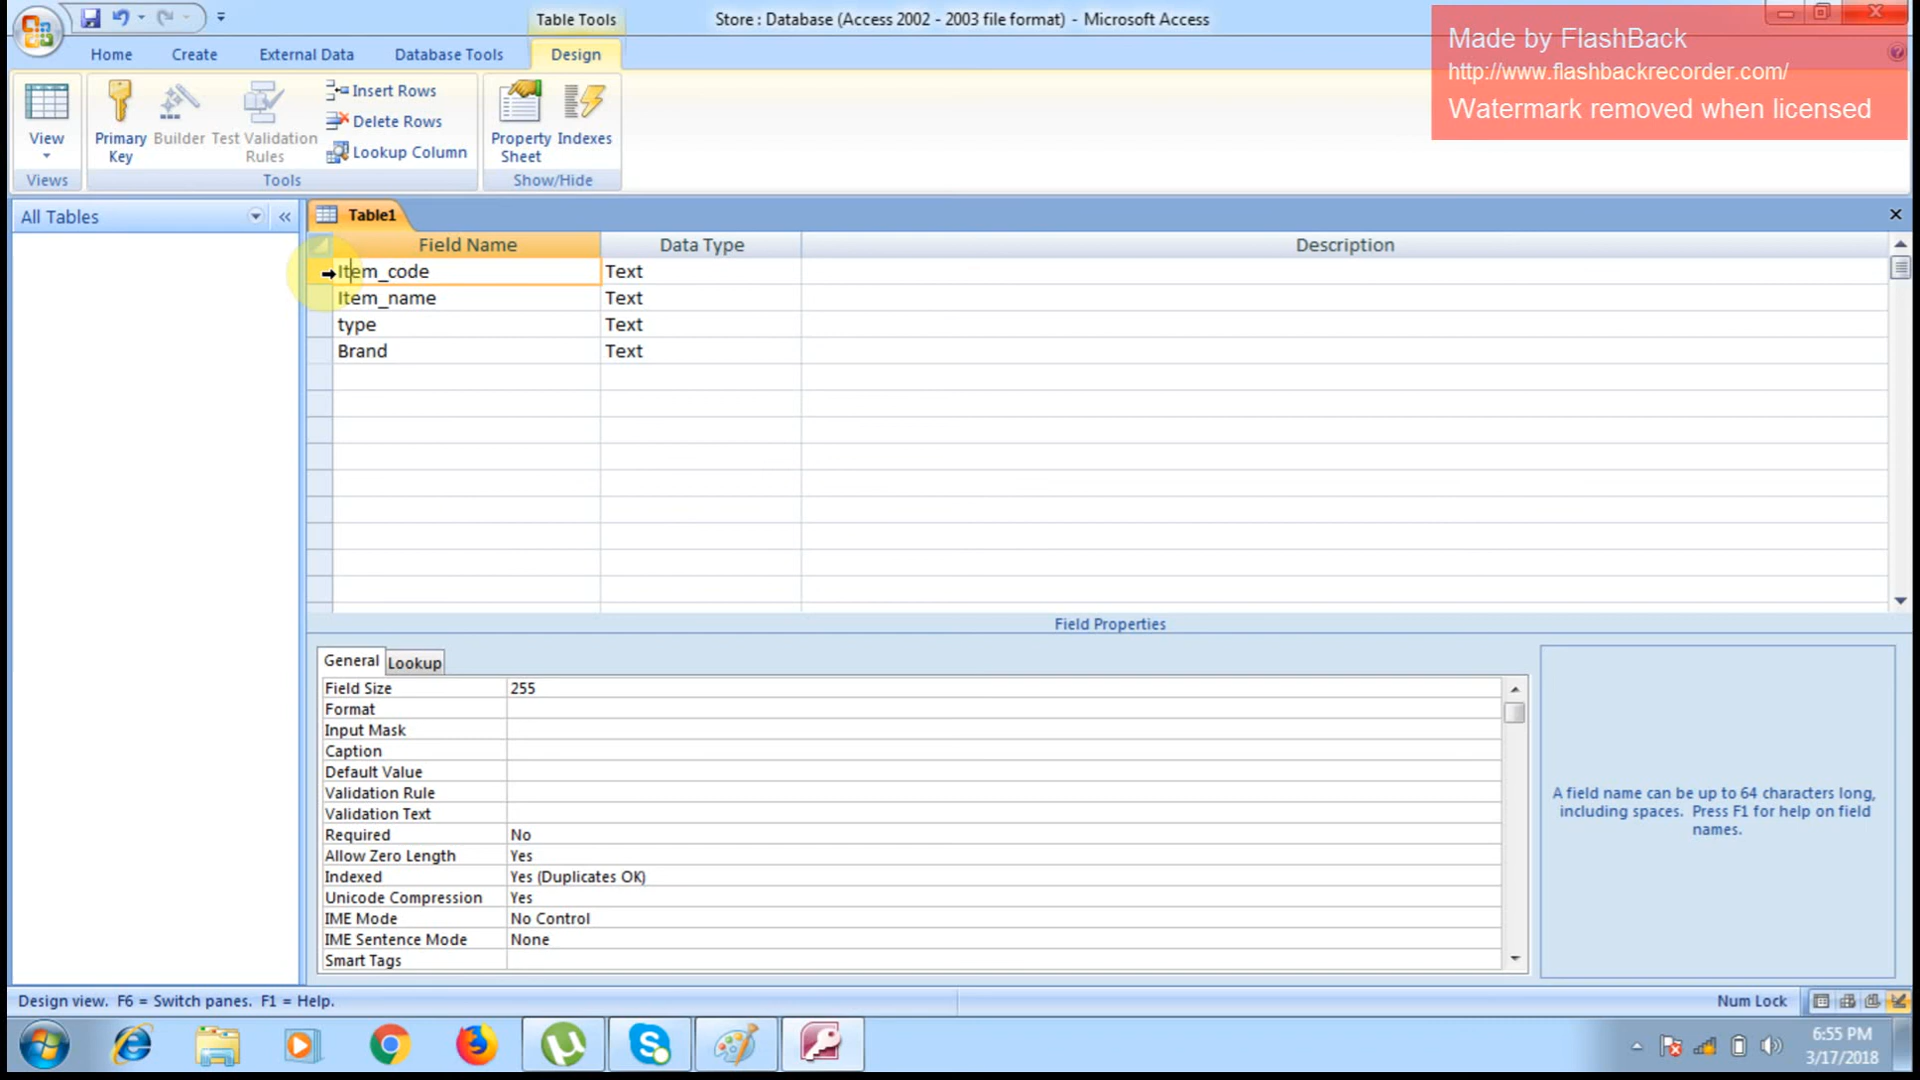 Table Tools
Store : Database (Access 2002 - 2003 file format) - Microsoft Access
Made by FlashBack
http://www.flashbackrecorder.com/
Watermark removed when licensed
Home
Create
External Data
Database Tools
Design
View
Primary Key
Builder
Test Validation Rules
Insert Rows
Delete Rows
Lookup Column
Property Sheet
Indexes
Views
Tools
Show/Hide
All Tables
Table1
Field Name
Data Type
Description
Item_code
Text
Item_name
Text
type
Text
Brand
Text
Field Properties
General
Lookup
Field Size
255
Format
Input Mask
Caption
Default Value
Validation Rule
Validation Text
Required
No
Allow Zero Length
Yes
Indexed
Yes (Duplicates OK)
Unicode Compression
Yes
IME Mode
No Control
IME Sentence Mode
None
Smart Tags
A field name can be up to 64 characters long,
including spaces. Press F1 for help on field
names.
Design view. F6 = Switch panes. F1 = Help.
Num Lock
6:55 PM
3/17/2018